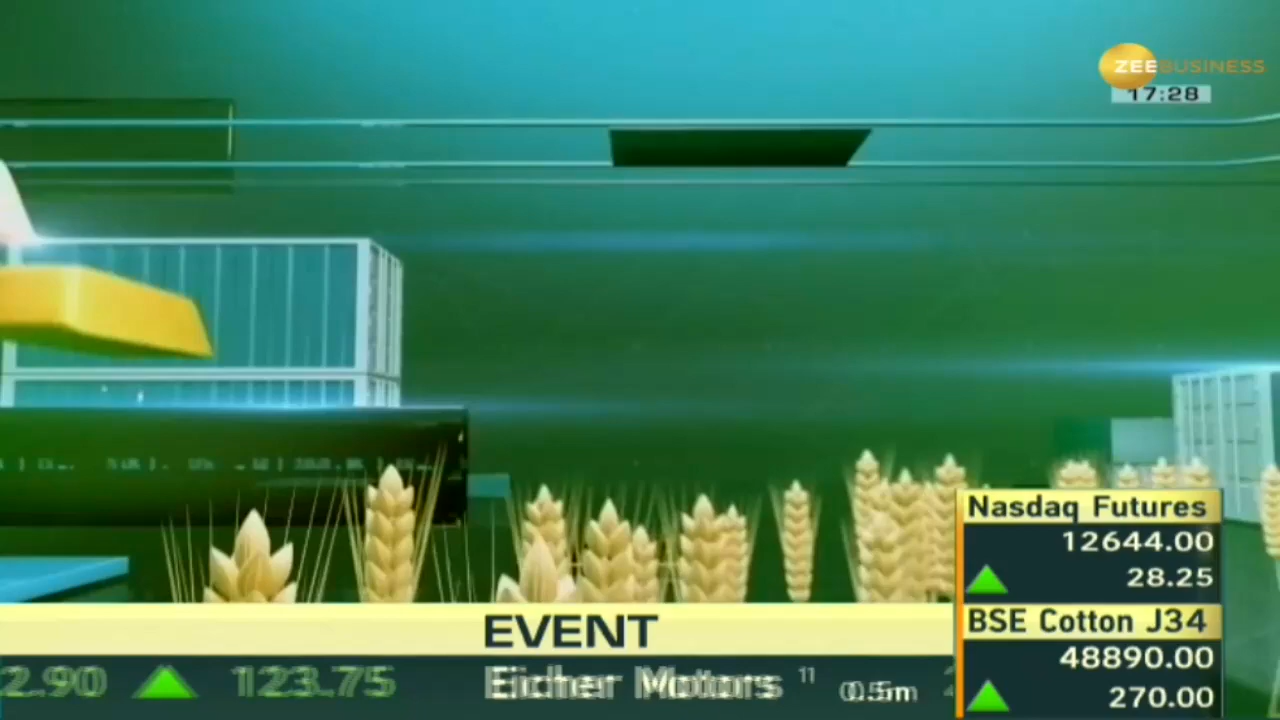 ZEEBUSINESS
17:28
Nasdaq Futures
12644.00
28.25
BSE Cotton J34
48890.00
270.00
EVENT
2.90 123.75 Eicher Motors 11 0.5m